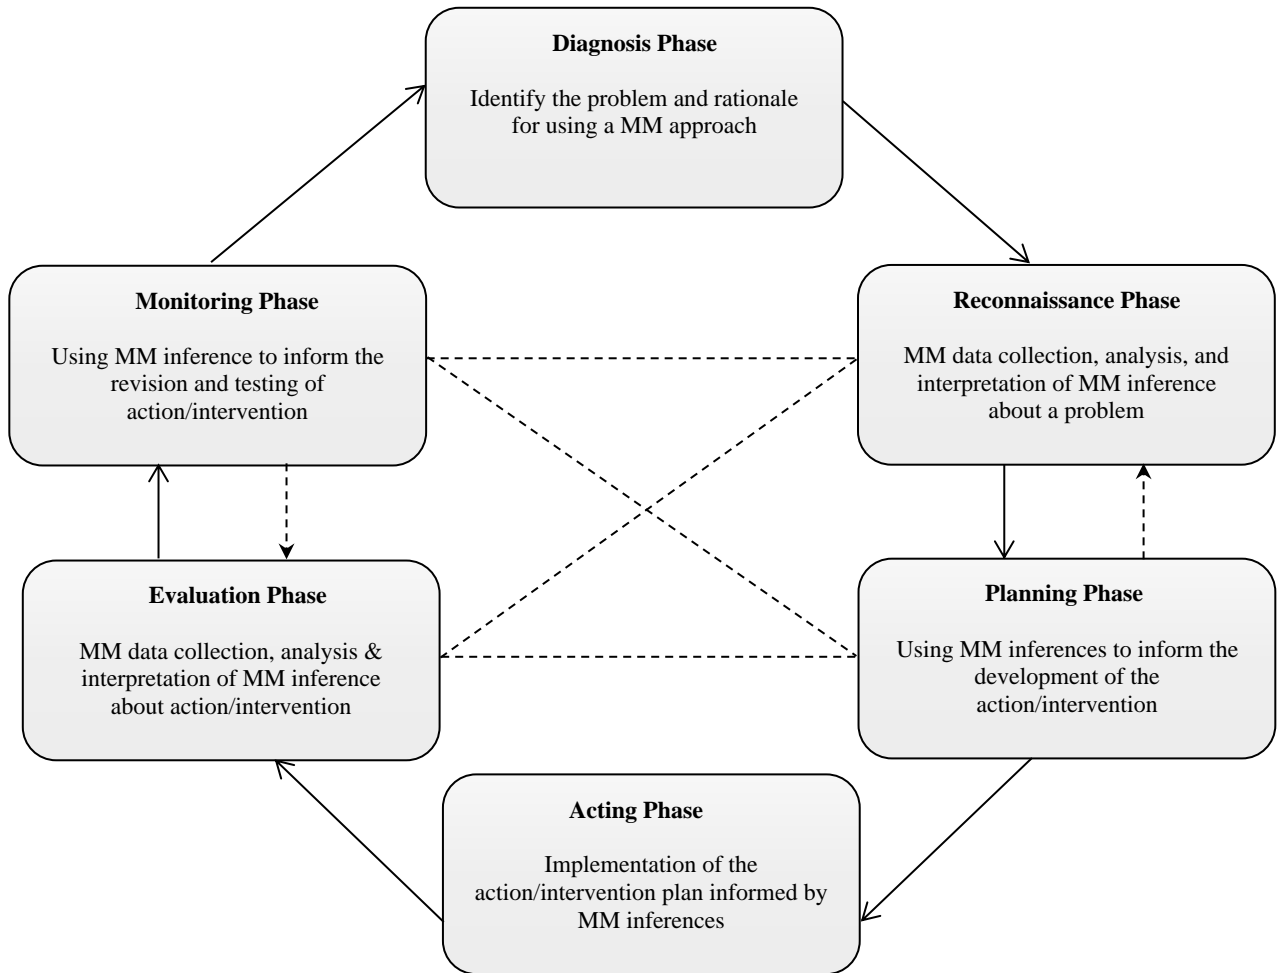 Diagnosis Phase
Identify the problem and rationale
for using a MM approach
Monitoring Phase
Using MM inference to inform the
revision and testing of
action/intervention
Reconnaissance Phase
MM data collection, analysis, and
interpretation of MM inference
about a problem
Evaluation Phase
MM data collection, analysis &
interpretation of MM inference
about action/intervention
Planning Phase
Using MM inferences to inform the
development of the
action/intervention
Acting Phase
Implementation of the
action/intervention plan informed by
MM inferences